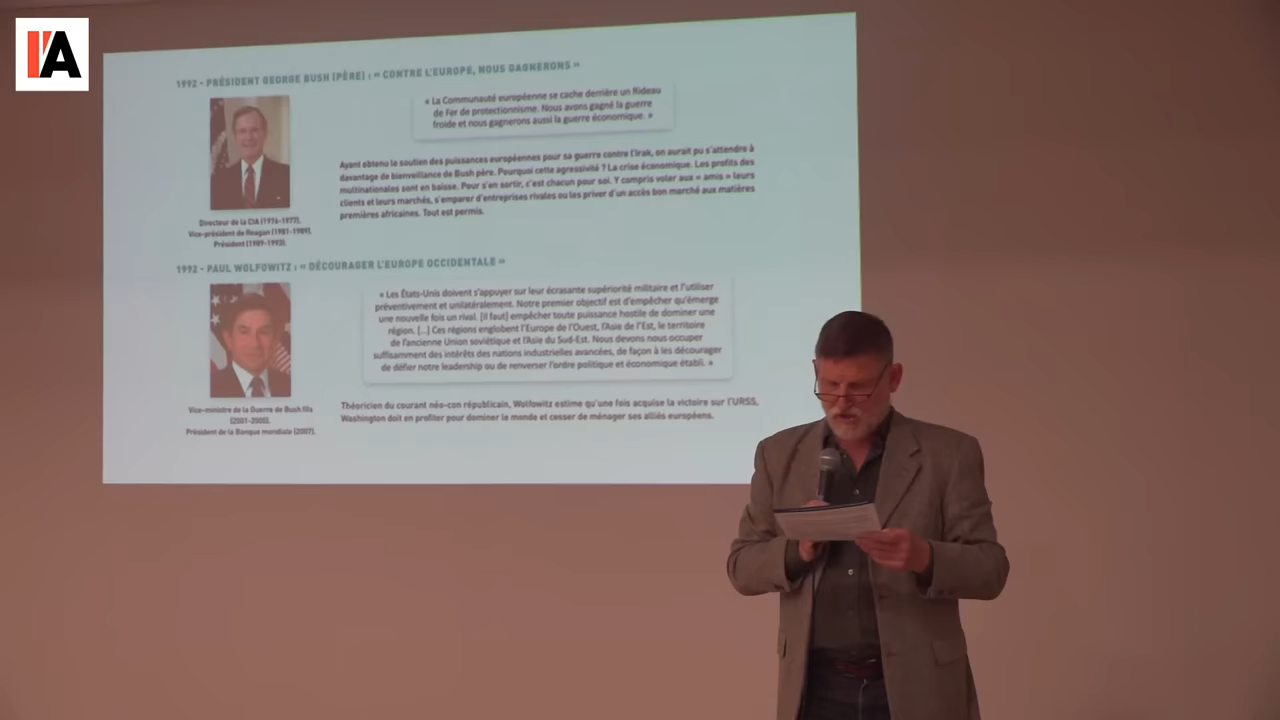 I'A
1992 - PRÉSIDENT GEORGE BUSH (PÈRE) : « CONTRE L'EUROPE, NOUS GAGNERONS »
« La Communauté européenne se cache derrière un Rideau
de Fer de protectionnisme. Nous avons gagné la guerre
froide et nous gagnerons aussi la guerre économique. »
Ayant obtenu le soutien des puissances européennes pour sa guerre contre l'Irak, on aurait pu s'attendre à
davantage de bienveillance de Bush père. Pourquoi cette agressivité ? La crise économique. Les profits des
multinationales sont en baisse. Pour s'en sortir, c'est chacun pour soi. Y compris voler aux « amis » leurs
clients et leurs marchés, s'emparer d'entreprises rivales ou les priver d'un accès bon marché aux matières
premières africaines. Tout est permis.
Directeur de la CIA (1976-1977),
Vice-président de Reagan (1981-1989),
Président (1989-1993).
1992 - PAUL WOLFOWITZ : « DÉCOURAGER L'EUROPE OCCIDENTALE »
« Les États-Unis doivent s'appuyer sur leur écrasante supériorité militaire et l'utiliser
préventivement et unilatéralement. Notre premier objectif est d'empêcher qu'émerge
une nouvelle fois un rival. [Il faut] empêcher toute puissance hostile de dominer une
région. [...] Ces régions englobent l'Europe de l'Ouest, l'Asie de l'Est, le territoire
de l'ancienne Union soviétique et l'Asie du Sud-Est. Nous devons nous occuper
suffisamment des intérêts des nations industrielles avancées, de façon à les décourager
de défier notre leadership ou de renverser l'ordre politique et économique établi. »
Vice-ministre de la Guerre de Bush fils
(2001-2005),
Président de la Banque mondiale (2007).
Théoricien du courant néo-con républicain, Wolfowitz estime qu'une fois acquise la victoire sur l'URSS,
Washington doit en profiter pour dominer le monde et cesser de ménager ses alliés européens.